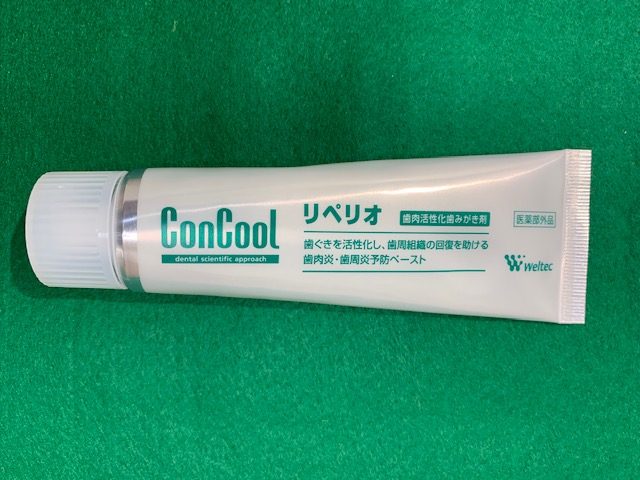 ConCool
dental scientific approach
リペリオ 歯肉活性化歯みがき剤
歯ぐきを活性化し、歯周組織の回復を助ける
歯肉炎・歯周炎予防ペースト
医薬部外品
Weltec